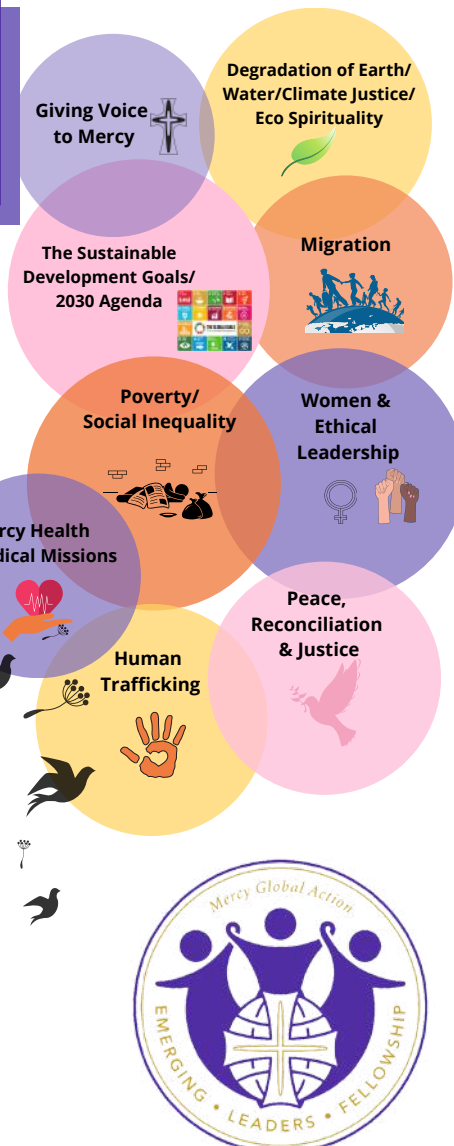 Giving Voice
to Mercy
Degradation of Earth/
Water/Climate Justice/
Eco Spirituality
The Sustainable
Development Goals/
2030 Agenda
Migration
Poverty/
Social Inequality
Women &
Ethical
Leadership
rcy Health
dical Missions
Peace,
Reconciliation
& Justice
Human
Trafficking
Mercy Global Action
EMERGING • LEADERS • FELLOWSHIP